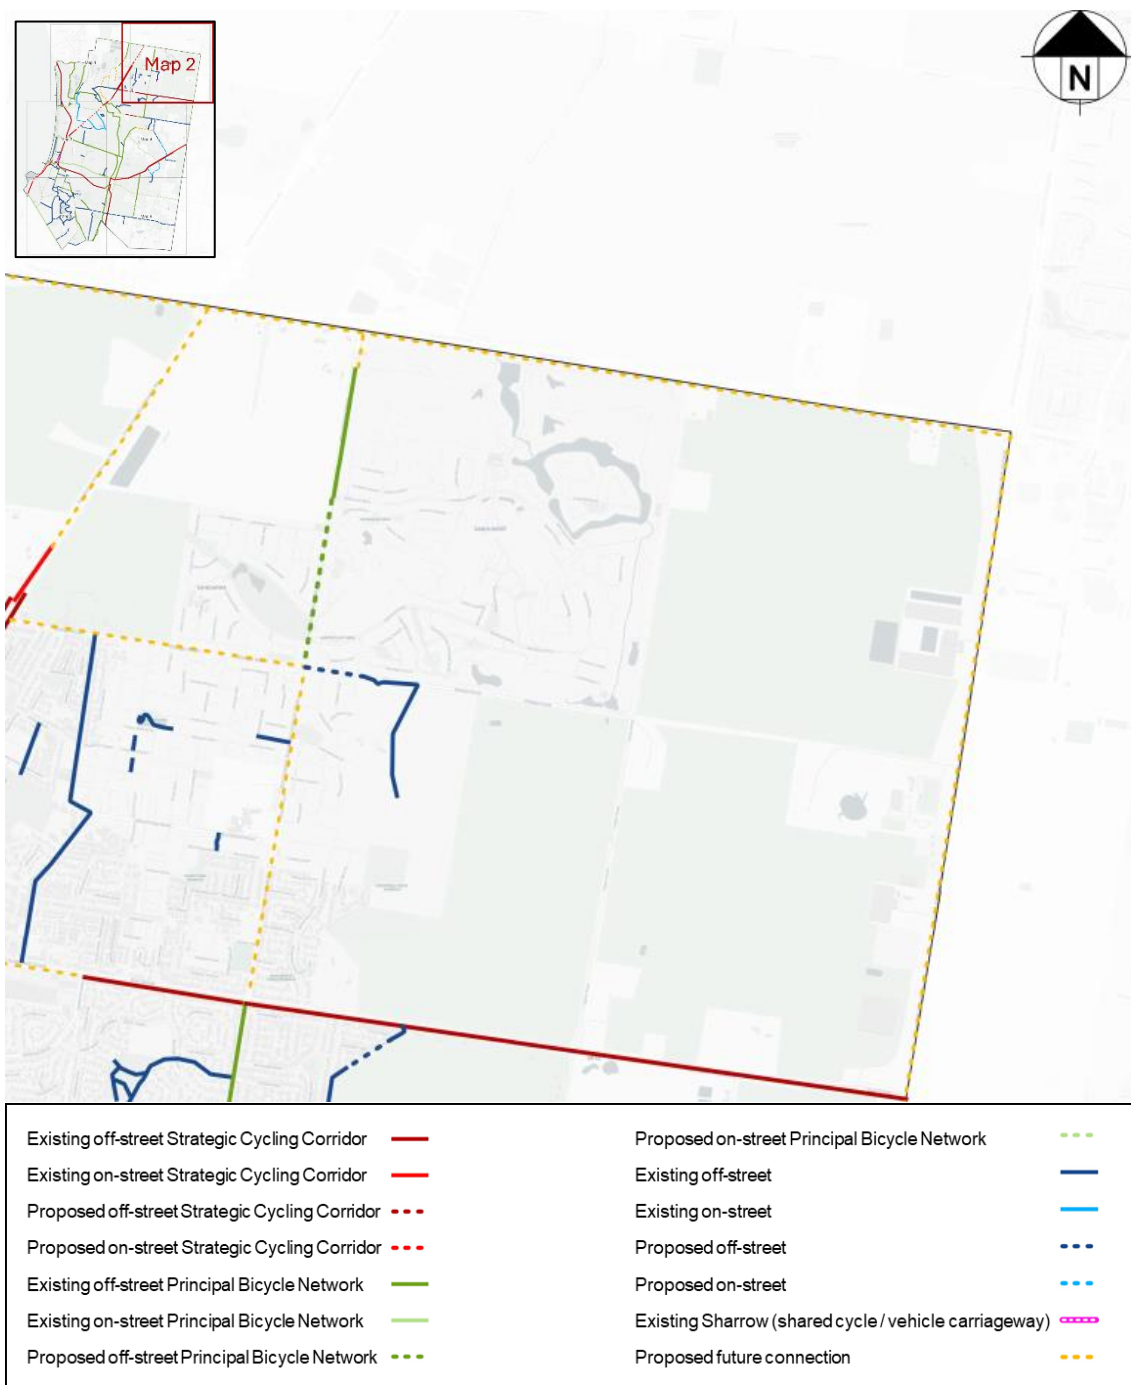 Map 2
N
Existing off-street Strategic Cycling Corridor
Existing on-street Strategic Cycling Corridor
Proposed off-street Strategic Cycling Corridor
Proposed on-street Strategic Cycling Corridor
Existing off-street Principal Bicycle Network
Existing on-street Principal Bicycle Network
Proposed off-street Principal Bicycle Network
Proposed on-street Principal Bicycle Network
Existing off-street
Existing on-street
Proposed off-street
Proposed on-street
Existing Sharrow (shared cycle / vehicle carriageway)
Proposed future connection